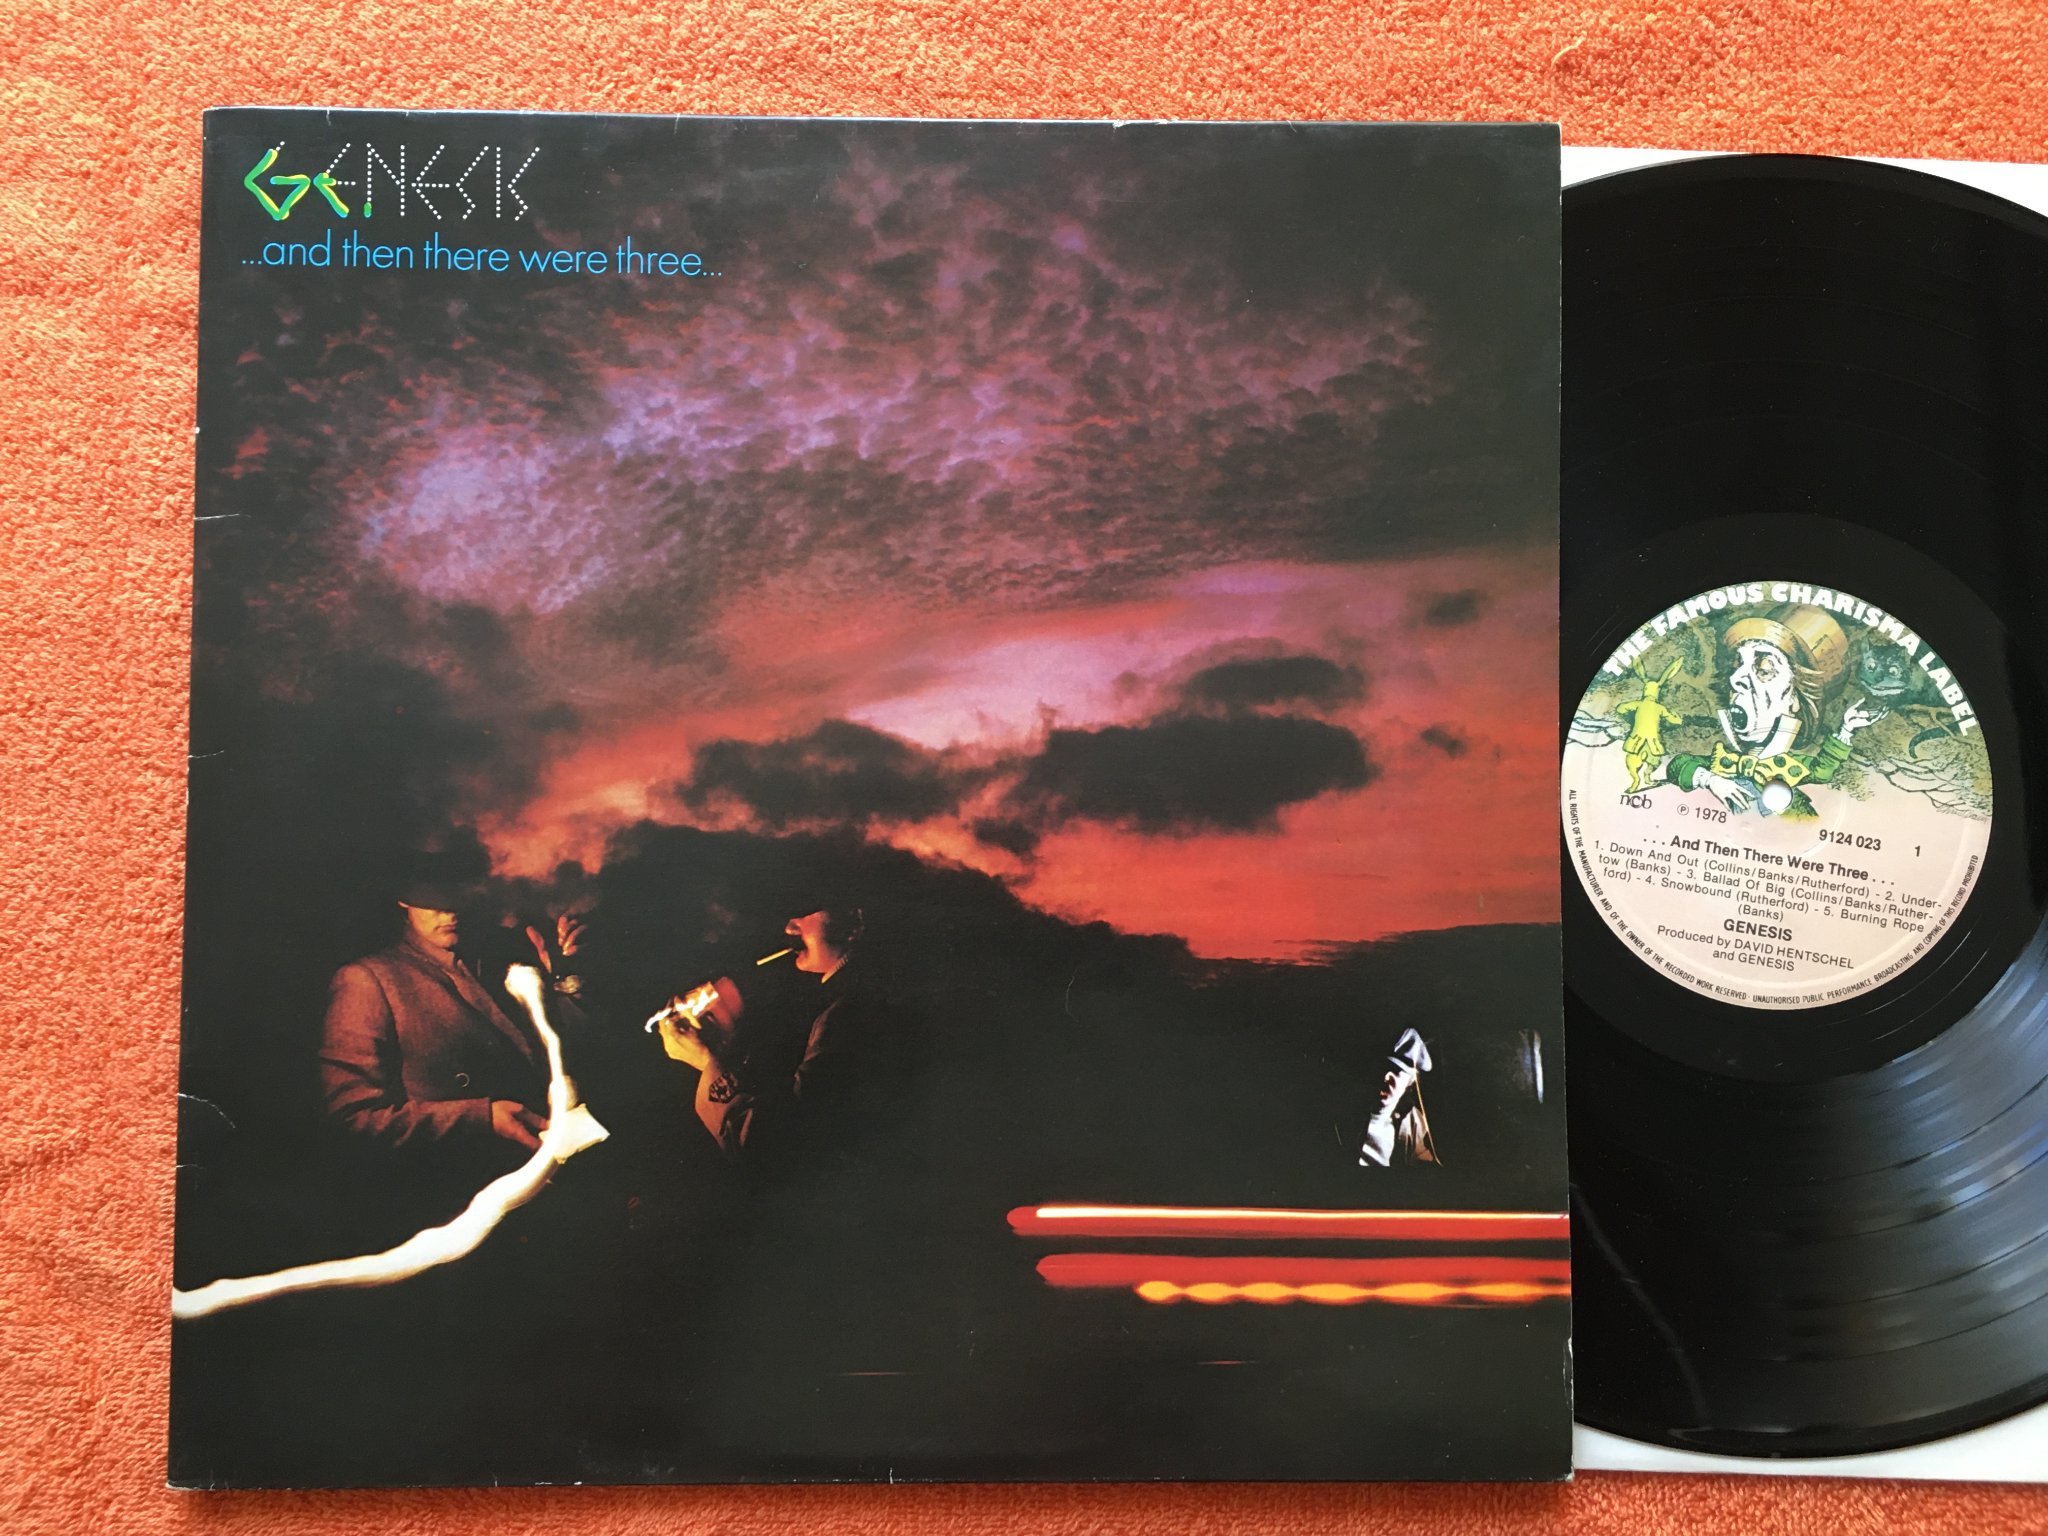 GENESIS
...and then there were three...
THE FAMOUS CHARISMA LABEL
ncb
℗ 1978
9124 023
1
...And Then There Were Three...
1. Down And Out (Collins/Banks/Rutherford) - 2. Under-
tow (Banks) - 3. Ballad Of Big (Collins/Banks/Ruther-
ford) - 4. Snowbound (Rutherford) - 5. Burning Rope
(Banks)
GENESIS
Produced by DAVID HENTSCHEL
and GENESIS
ALL RIGHTS OF THE MANUFACTURER AND OF THE OWNER OF THE RECORDED WORK RESERVED · UNAUTHORISED PUBLIC PERFORMANCE BROADCASTING AND COPYING OF THIS RECORD PROHIBITED